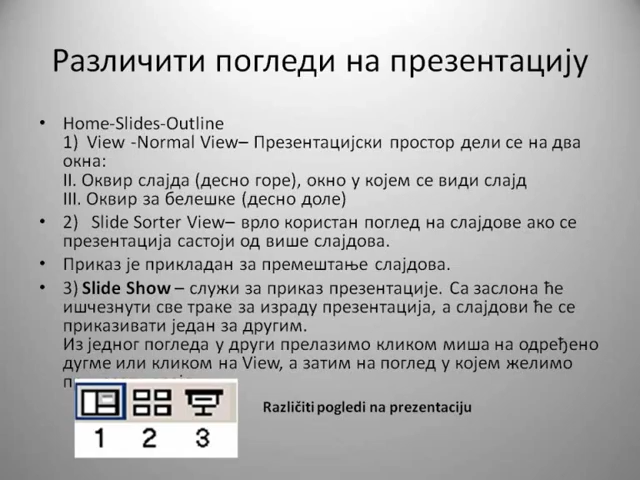 Различити погледи на презентацију
• Home-Slides-Outline
1) View -Normal View– Презентацијски простор дели се на два
окна:
II. Оквир слајда (десно горе), окно у којем се види слајд
III. Оквир за белешке (десно доле)
• 2) Slide Sorter View– врло користан поглед на слајдове ако се
презентација састоји од више слајдова.
• Приказ је прикладан за премештање слајдова.
• 3) Slide Show – служи за приказ презентације. Са заслона ће
ишчезнути све траке за израду презентација, а слајдови ће се
приказивати један за другим.
Из једног погледа у други прелазимо кликом миша на одређено
дугме или кликом на View, а затим на поглед у којем желимо
Različiti pogledi na prezentaciju
1 2 3